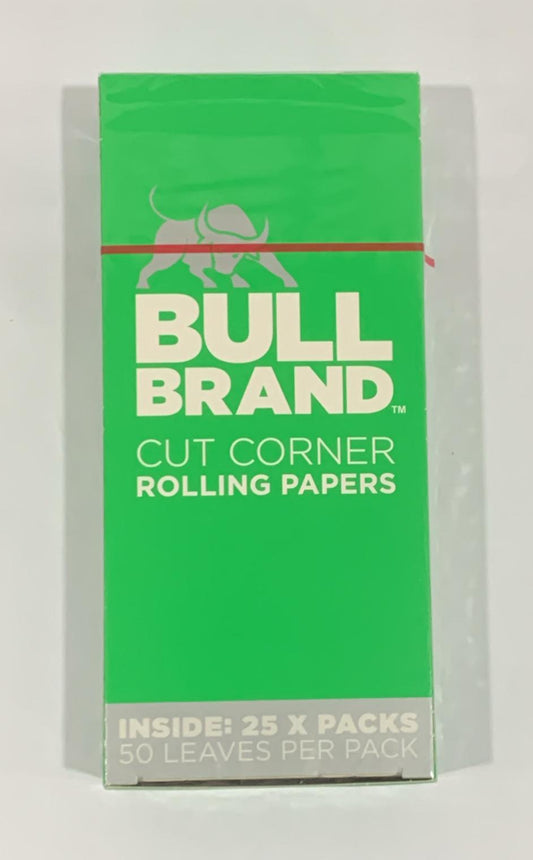 BULL
BRAND™
CUT CORNER
ROLLING PAPERS
INSIDE: 25 X PACKS
50 LEAVES PER PACK